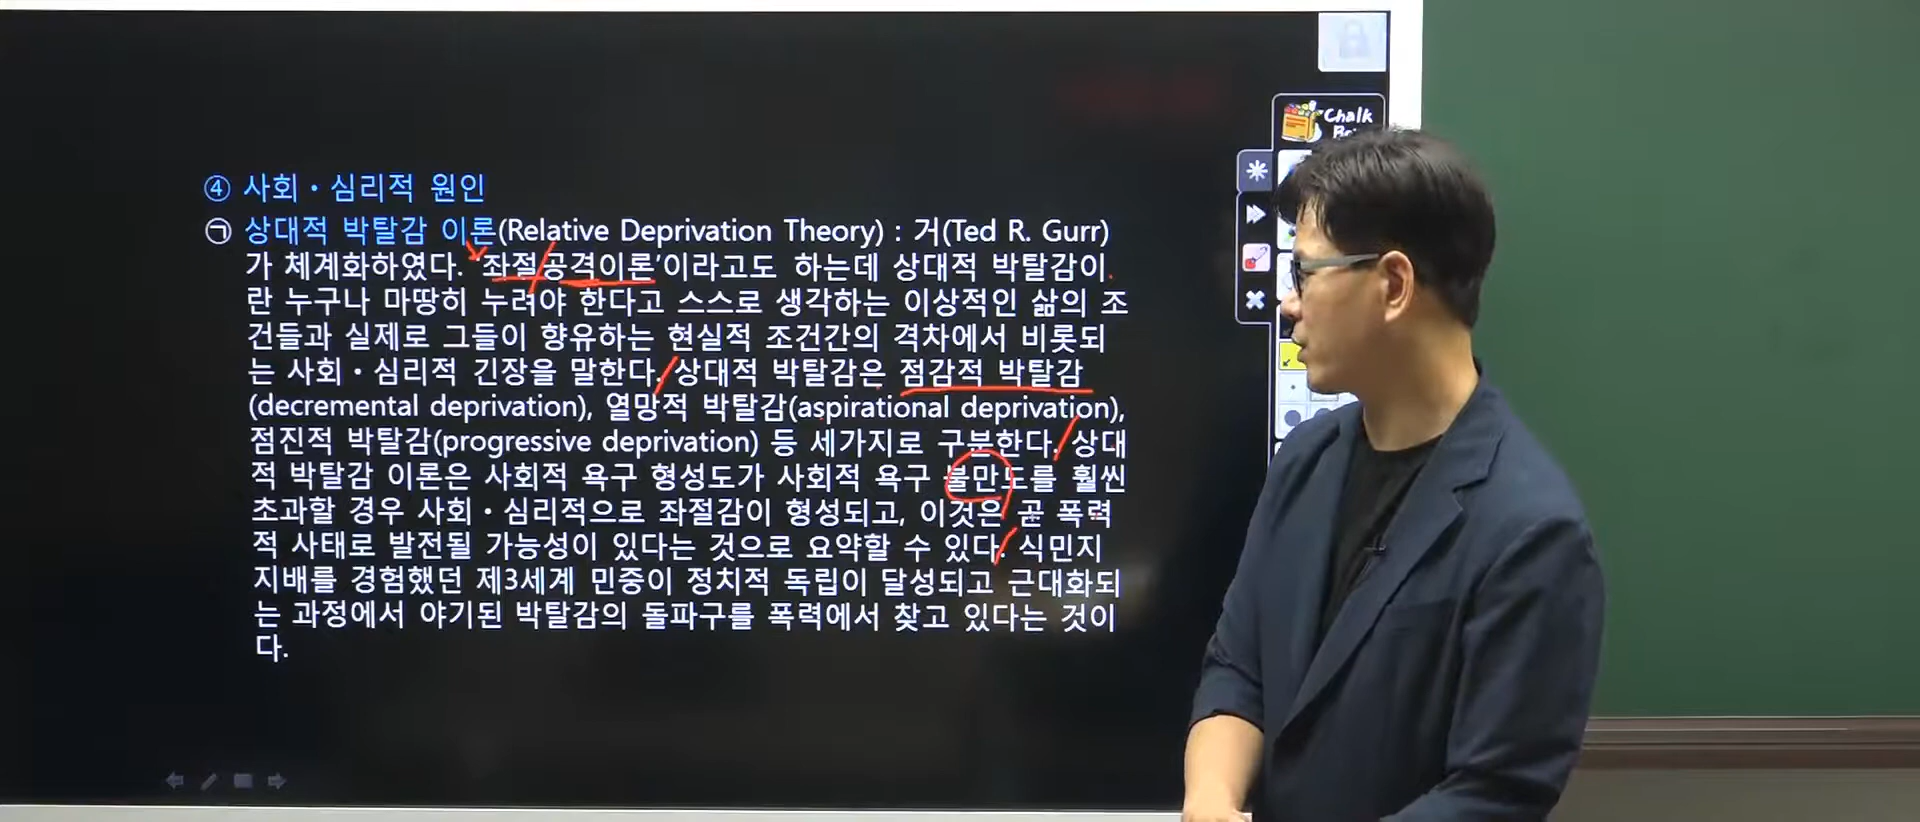 ④ 사회・심리적 원인
㉠ 상대적 박탈감 이론(Relative Deprivation Theory) : 거(Ted R. Gurr)
가 체계화하였다. '좌절공격이론'이라고도 하는데 상대적 박탈감이
란 누구나 마땅히 누려야 한다고 스스로 생각하는 이상적인 삶의 조
건들과 실제로 그들이 향유하는 현실적 조건간의 격차에서 비롯되
는 사회・심리적 긴장을 말한다. 상대적 박탈감은 점감적 박탈감
(decremental deprivation), 열망적 박탈감(aspirational deprivation),
점진적 박탈감(progressive deprivation) 등 세가지로 구분한다. 상대
적 박탈감 이론은 사회적 욕구 형성도가 사회적 욕구 불만도를 훨씬
초과할 경우 사회・심리적으로 좌절감이 형성되고, 이것은 곧 폭력
적 사태로 발전될 가능성이 있다는 것으로 요약할 수 있다. 식민지
지배를 경험했던 제3세계 민중이 정치적 독립이 달성되고 근대화되
는 과정에서 야기된 박탈감의 돌파구를 폭력에서 찾고 있다는 것이
다.
Chalk